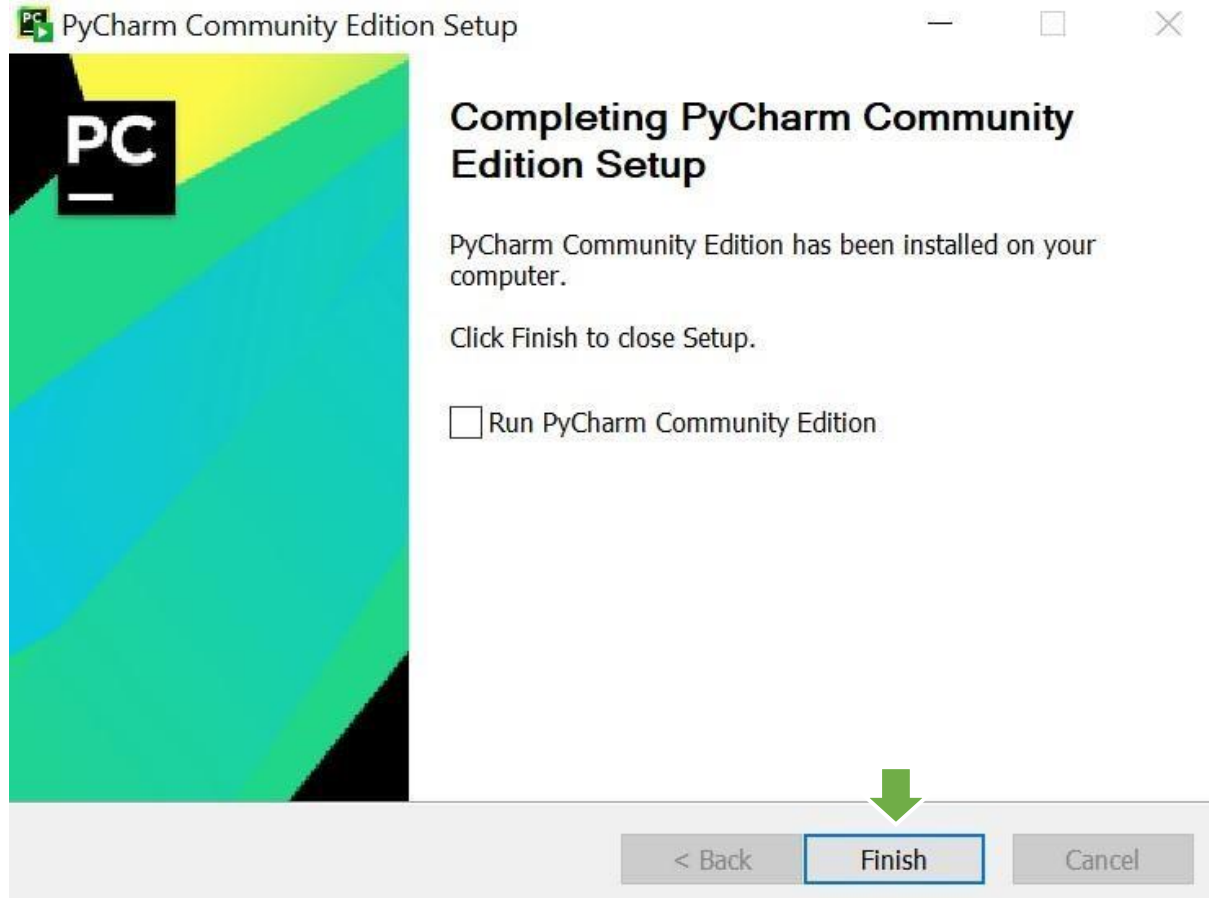 PyCharm Community Edition Setup
PC
Completing PyCharm Community
Edition Setup
PyCharm Community Edition has been installed on your
computer.
Click Finish to close Setup.
Run PyCharm Community Edition
< Back
Finish
Cancel